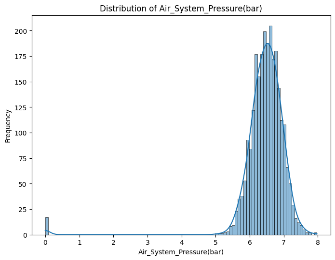 Distribution of Air_System_Pressure(bar)
Frequency
200
175
150
125
100
75
50
25
0
0 1 2 3 4 5 6 7 8
Air_System_Pressure(bar)